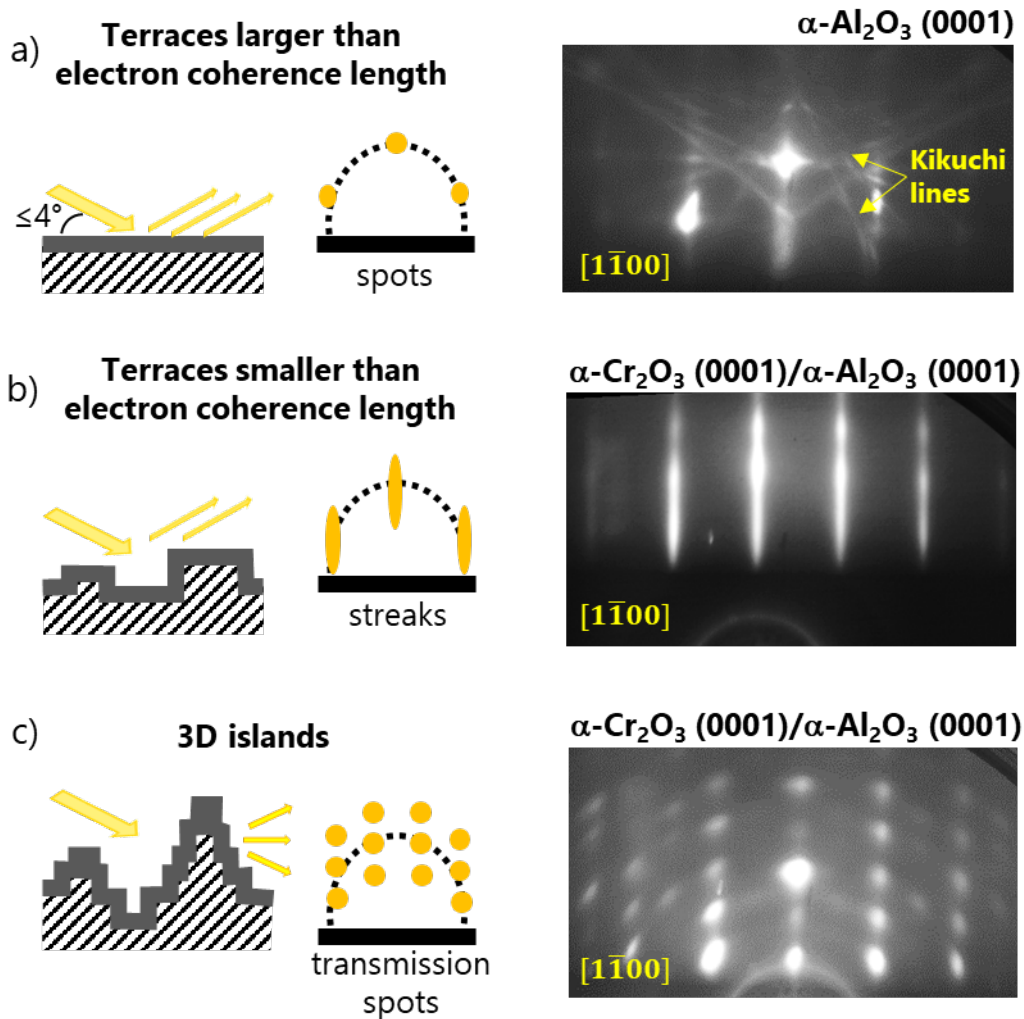 a)
Terraces larger than
electron coherence length
≤4°
spots
α-Al₂O₃ (0001)
Kikuchi
lines
[11̅00]
b)
Terraces smaller than
electron coherence length
streaks
α-Cr₂O₃ (0001)/α-Al₂O₃ (0001)
[11̅00]
c)
3D islands
transmission
spots
α-Cr₂O₃ (0001)/α-Al₂O₃ (0001)
[11̅00]